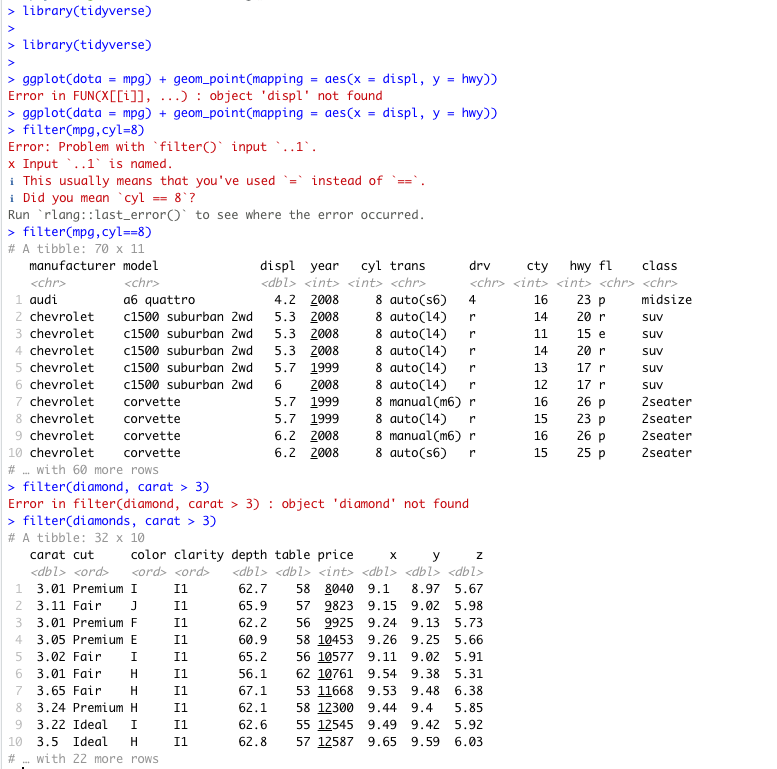 > library(tidyverse)
>
> library(tidyverse)
>
> ggplot(dota = mpg) + geom_point(mapping = aes(x = displ, y = hwy))
Error in FUN(X[[i]], ...) : object 'displ' not found
> ggplot(data = mpg) + geom_point(mapping = aes(x = displ, y = hwy))
> filter(mpg,cyl=8)
Error: Problem with `filter()` input `..1`.
x Input `..1` is named.
i This usually means that you've used `=` instead of `==`.
i Did you mean `cyl == 8`?
Run `rlang::last_error()` to see where the error occurred.
> filter(mpg,cyl==8)
# A tibble: 70 x 11
   manufacturer model              displ  year   cyl trans      drv     cty   hwy fl    class
   <chr>        <chr>              <dbl> <int> <int> <chr>      <chr> <int> <int> <chr> <chr>
 1 audi         a6 quattro           4.2  2008     8 auto(s6)   4        16    23 p     midsize
 2 chevrolet    c1500 suburban 2wd   5.3  2008     8 auto(l4)   r        14    20 r     suv
 3 chevrolet    c1500 suburban 2wd   5.3  2008     8 auto(l4)   r        11    15 e     suv
 4 chevrolet    c1500 suburban 2wd   5.3  2008     8 auto(l4)   r        14    20 r     suv
 5 chevrolet    c1500 suburban 2wd   5.7  1999     8 auto(l4)   r        13    17 r     suv
 6 chevrolet    c1500 suburban 2wd   6    2008     8 auto(l4)   r        12    17 r     suv
 7 chevrolet    corvette             5.7  1999     8 manual(m6) r        16    26 p     2seater
 8 chevrolet    corvette             5.7  1999     8 auto(l4)   r        15    23 p     2seater
 9 chevrolet    corvette             6.2  2008     8 manual(m6) r        16    26 p     2seater
10 chevrolet    corvette             6.2  2008     8 auto(s6)   r        15    25 p     2seater
# … with 60 more rows
> filter(diamond, carat > 3)
Error in filter(diamond, carat > 3) : object 'diamond' not found
> filter(diamonds, carat > 3)
# A tibble: 32 x 10
   carat cut     color clarity depth table price     x     y     z
   <dbl> <ord>   <ord> <ord>   <dbl> <dbl> <int> <dbl> <dbl> <dbl>
 1  3.01 Premium I     I1       62.7    58  8040  9.1   8.97  5.67
 2  3.11 Fair    J     I1       65.9    57  9823  9.15  9.02  5.98
 3  3.01 Premium F     I1       62.2    56  9925  9.24  9.13  5.73
 4  3.05 Premium E     I1       60.9    58 10453  9.26  9.25  5.66
 5  3.02 Fair    I     I1       65.2    56 10577  9.11  9.02  5.91
 6  3.01 Fair    H     I1       56.1    62 10761  9.54  9.38  5.31
 7  3.65 Fair    H     I1       67.1    53 11668  9.53  9.48  6.38
 8  3.24 Premium H     I1       62.1    58 12300  9.44  9.4   5.85
 9  3.22 Ideal   I     I1       62.6    55 12545  9.49  9.42  5.92
10  3.5  Ideal   H     I1       62.8    57 12587  9.65  9.59  6.03
# … with 22 more rows